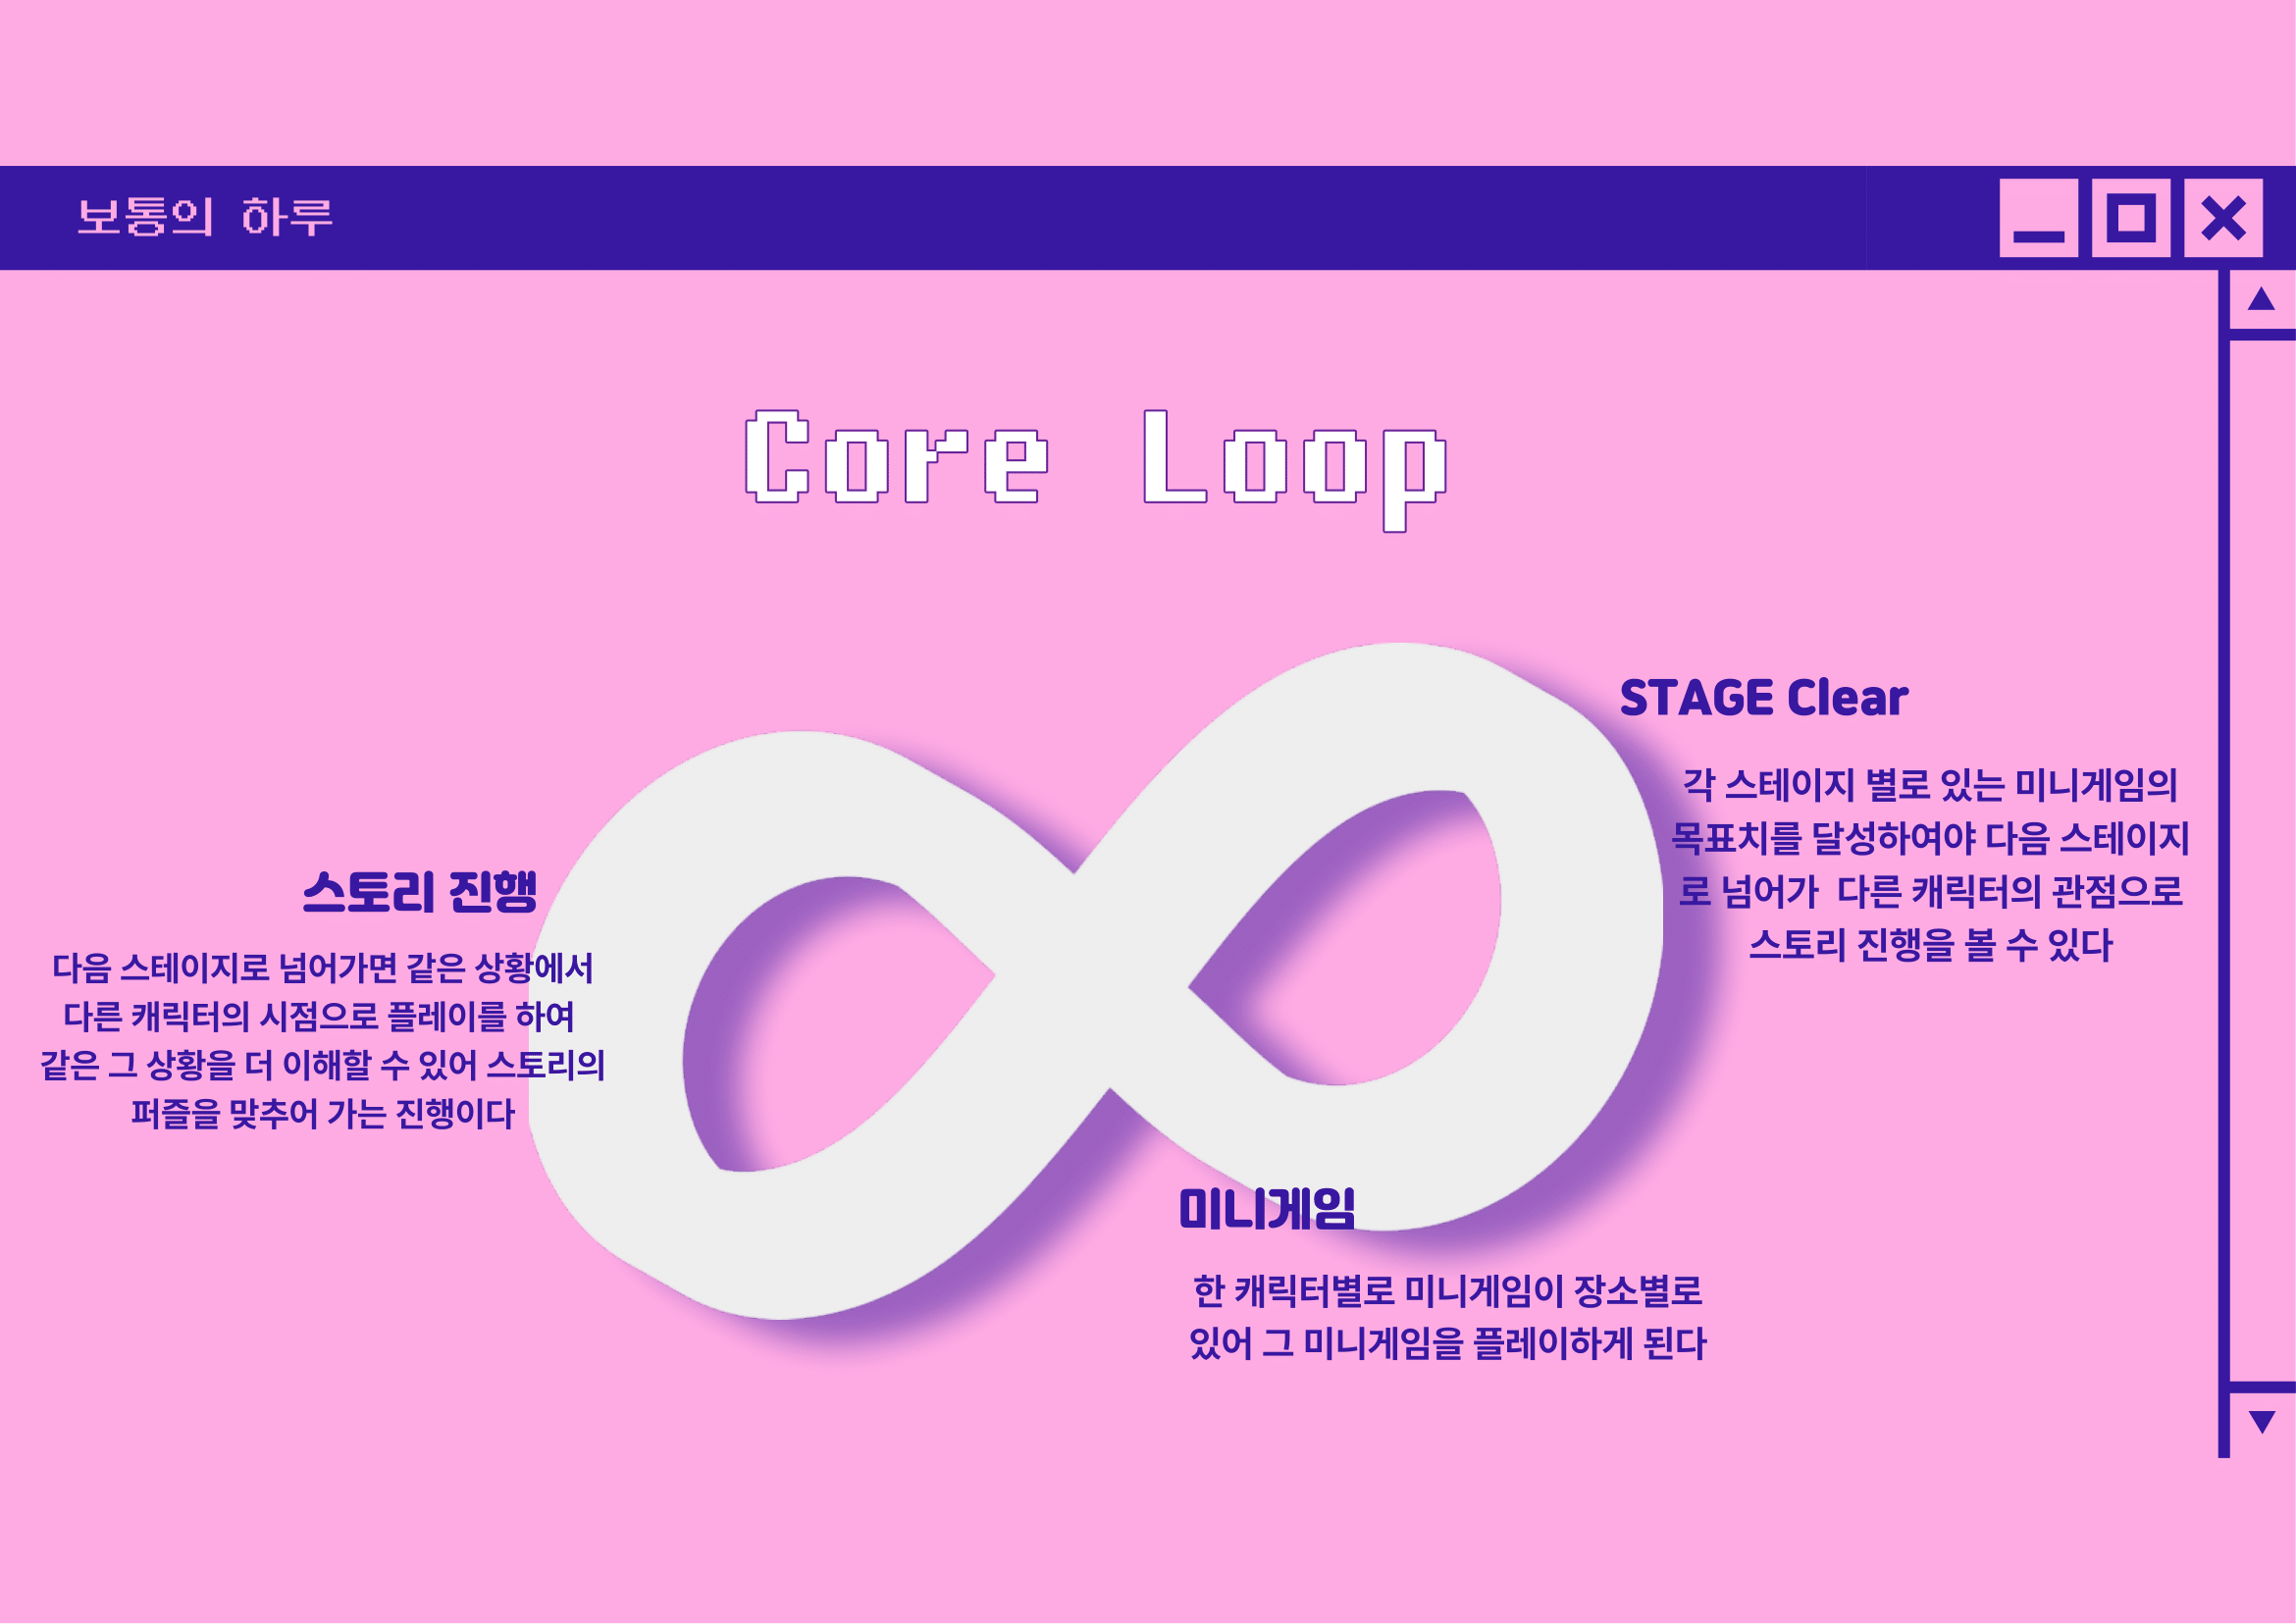 보통의 하루
Core Loop
STAGE Clear
각 스테이지 별로 있는 미니게임의
목표치를 달성하여야 다음 스테이지
로 넘어가 다른 캐릭터의 관점으로
스토리 진행을 볼 수 있다
스토리 진행
다음 스테이지로 넘어가면 같은 상황에서
다른 캐릭터의 시점으로 플레이를 하여
같은 그 상황을 더 이해할 수 있어 스토리의
퍼즐을 맞추어 가는 진행이다
미니게임
한 캐릭터별로 미니게임이 장소별로
있어 그 미니게임을 플레이하게 된다